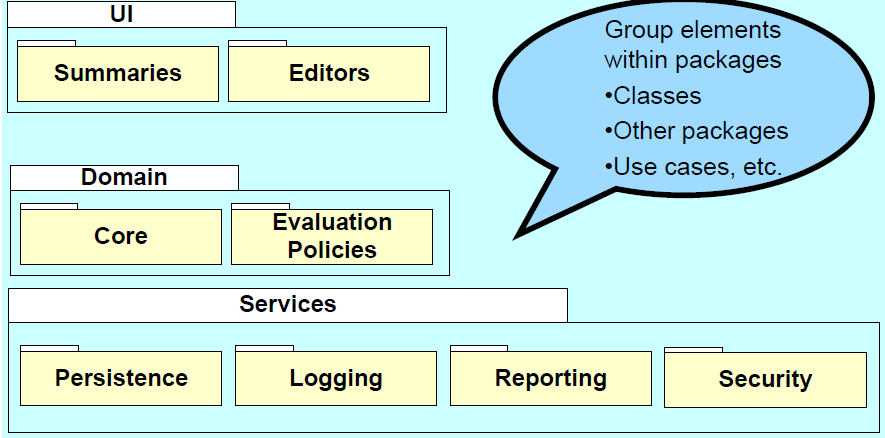 UI
Summaries
Editors
Group elements
within packages
•Classes
•Other packages
•Use cases, etc.
Domain
Core
Evaluation
Policies
Services
Persistence
Logging
Reporting
Security